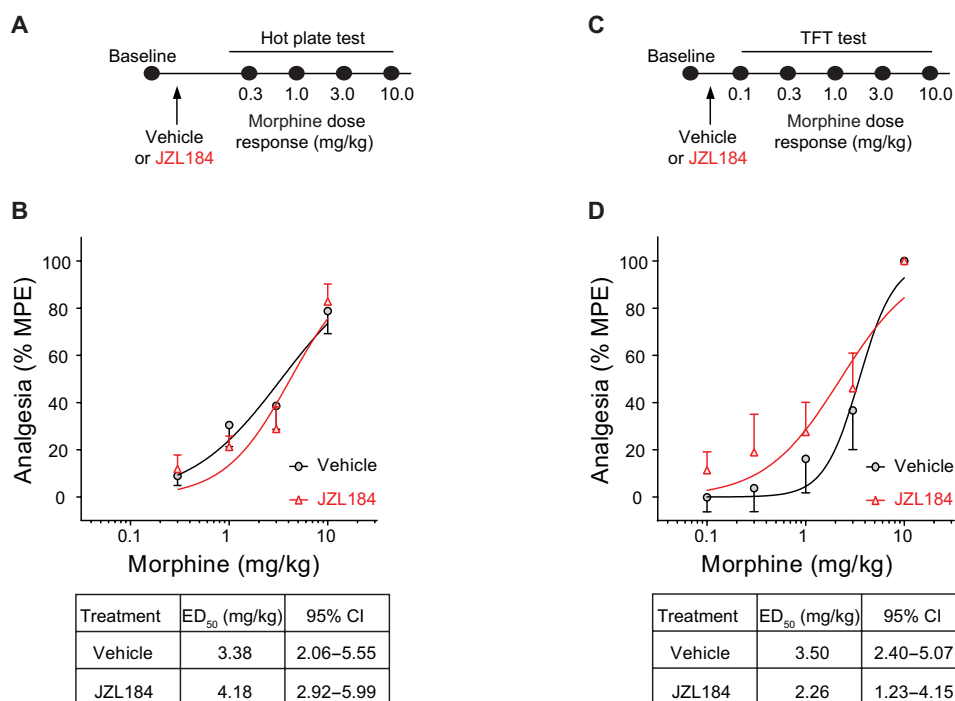 A
Hot plate test
Baseline
0.3 1.0 3.0 10.0
Vehicle
or JZL184
Morphine dose
response (mg/kg)
C
TFT test
Baseline
0.1 0.3 1.0 3.0 10.0
Vehicle
or JZL184
Morphine dose
response (mg/kg)
B
Analgesia (% MPE)
100
80
60
40
20
0
Vehicle
JZL184
0.1 1 10
Morphine (mg/kg)
Treatment ED50 (mg/kg) 95% CI
Vehicle 3.38 2.06–5.55
JZL184 4.18 2.92–5.99
D
Analgesia (% MPE)
100
80
60
40
20
0
Vehicle
JZL184
0.1 1 10
Morphine (mg/kg)
Treatment ED50 (mg/kg) 95% CI
Vehicle 3.50 2.40–5.07
JZL184 2.26 1.23–4.15